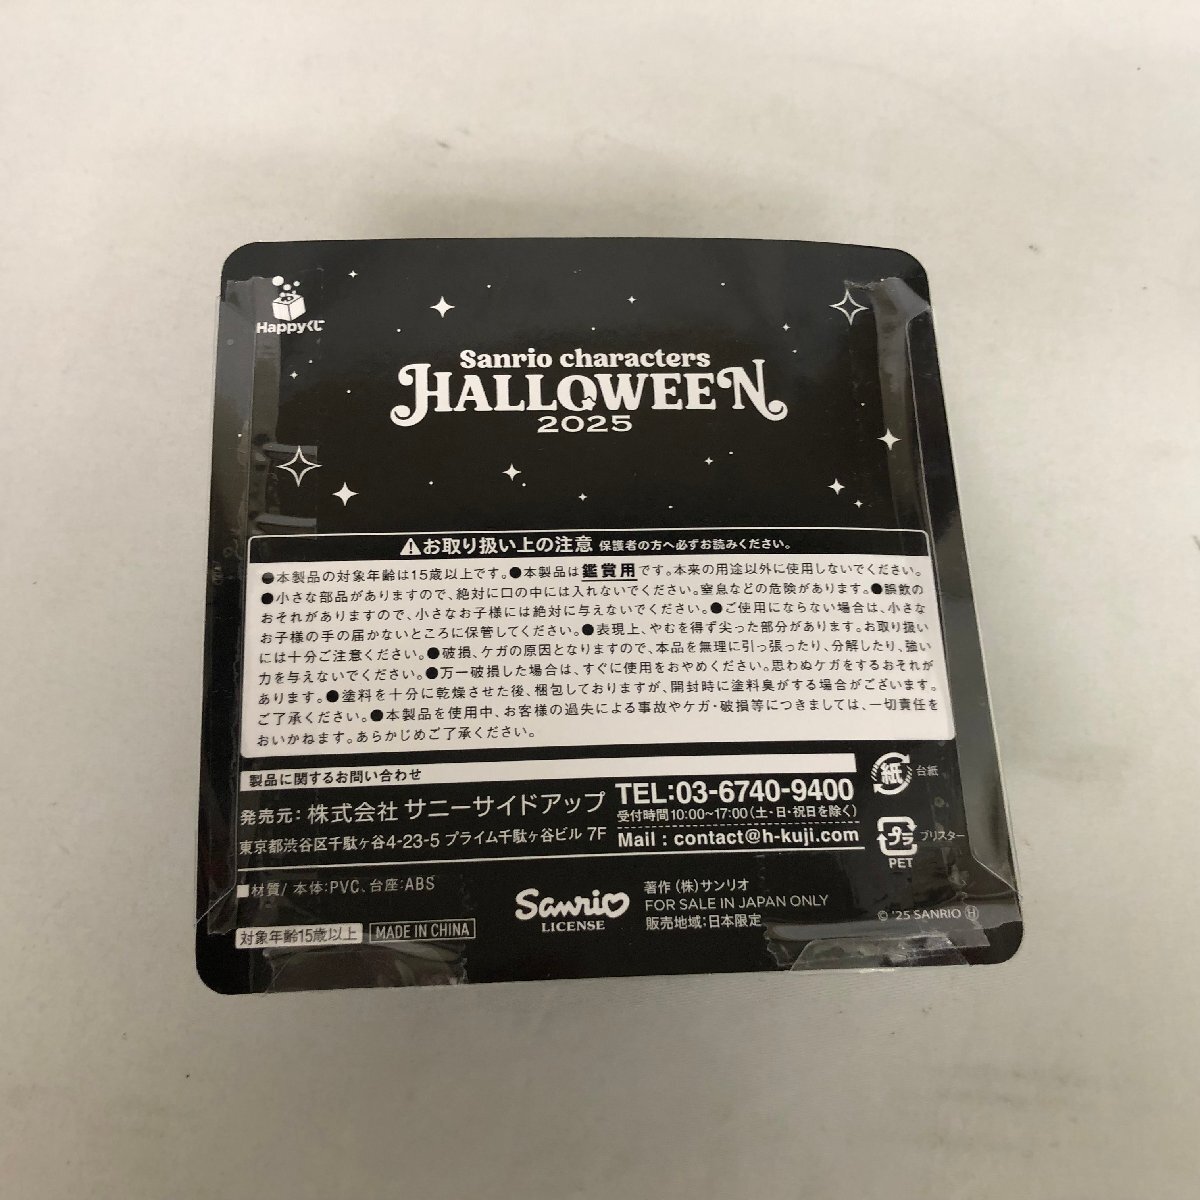 Happyくじ
Sanrio characters
HALLOWEEN
2025
⚠お取り扱い上の注意 保護者の方へ必ずお読みください。
●本製品の対象年齢は15歳以上です。●本製品は鑑賞用です。本来の用途以外に使用しないでください。
●小さな部品がありますので、絶対に口の中には入れないでください。窒息などの危険があります。●誤飲の
おそれがありますので、小さなお子様には絶対に与えないでください。●ご使用にならない場合は、小さな
お子様の手の届かないところに保管してください。●表現上、やむを得ず尖った部分があります。お取り扱い
には十分ご注意ください。●破損、ケガの原因となりますので、本品を無理に引っ張ったり、分解したり、強い
力を与えないでください。●万一破損した場合は、すぐに使用をおやめください。思わぬケガをするおそれが
あります。●塗料を十分に乾燥させた後、梱包しておりますが、開封時に塗料臭がする場合がございます。
ご了承ください。●本製品を使用中、お客様の過失による事故やケガ・破損等につきましては、一切責任を
おいかねます。あらかじめご了承ください。
製品に関するお問い合わせ
発売元：株式会社 サニーサイドアップ
東京都渋谷区千駄ヶ谷4-23-5 プライム千駄ヶ谷ビル 7F
TEL:03-6740-9400
受付時間10:00~17:00(土・日・祝日を除く)
Mail : contact@h-kuji.com
紙 台紙
プラ ブリスター
PET
■材質/ 本体:PVC、台座:ABS
対象年齢15歳以上 MADE IN CHINA
Sanrio
LICENSE
著作 (株)サンリオ
FOR SALE IN JAPAN ONLY
販売地域:日本限定
© '25 SANRIO Ⓗ